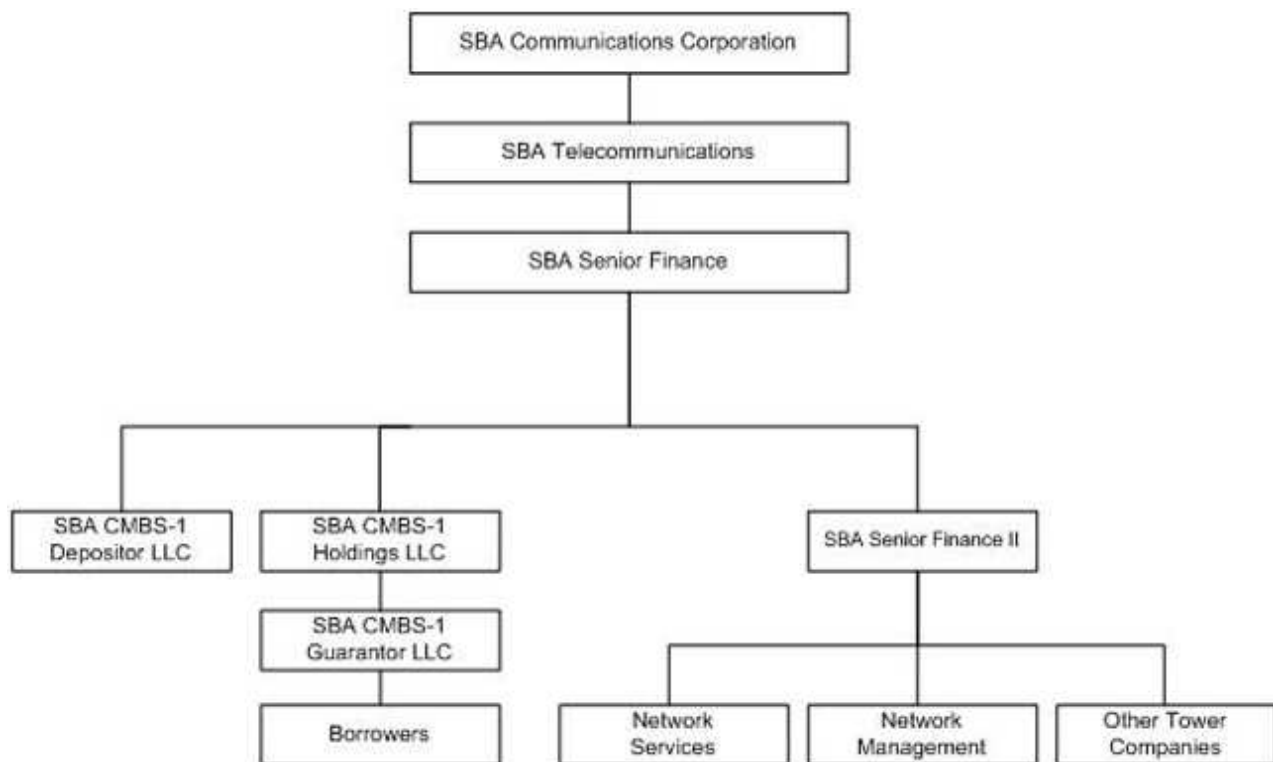 SBA Communications Corporation
SBA Telecommunications
SBA Senior Finance
SBA CMBS-1
Depositor LLC
SBA CMBS-1
Holdings LLC
SBA Senior Finance II
SBA CMBS-1
Guarantor LLC
Borrowers
Network
Services
Network
Management
Other Tower
Companies